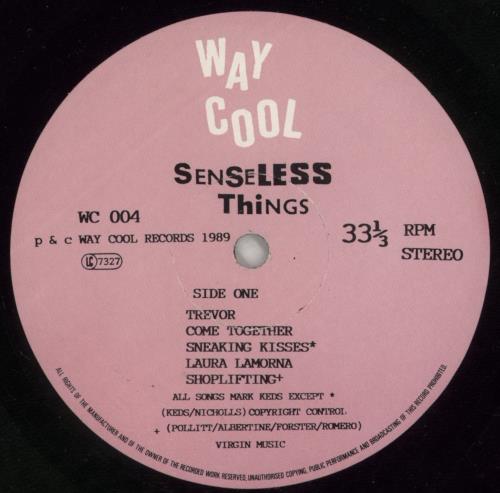 WAY
COOL
SENSELESS
THiNGS
WC 004
p & c WAY COOL RECORDS 1989
LC 7327
33⅓ RPM
STEREO
SIDE ONE
TREVOR
COME TOGETHER
SNEAKING KISSES*
LAURA LAMORNA
SHOPLIFTING+
ALL SONGS MARK KEDS EXCEPT *
(KEDS/NICHOLLS) COPYRIGHT CONTROL
+ (POLLITT/ALBERTINE/FORSTER/ROMERO)
VIRGIN MUSIC
ALL RIGHTS OF THE MANUFACTURER AND OF THE OWNER OF THE RECORDED WORK RESERVED, UNAUTHORISED COPYING, PUBLIC PERFORMANCE AND BROADCASTING OF THIS RECORD PROHIBITED.